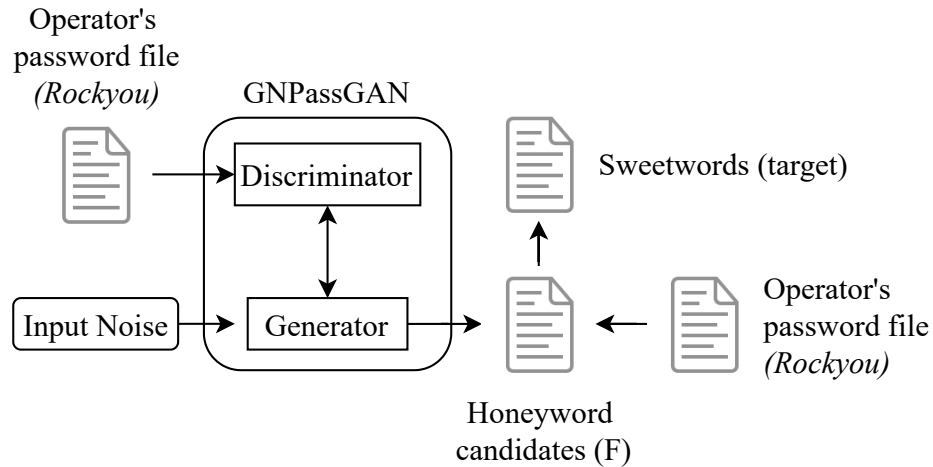 Operator's
password file
(Rockyou)
GNPassGAN
Discriminator
Sweetwords (target)
Input Noise
Generator
Operator's
password file
(Rockyou)
Honeyword
candidates (F)